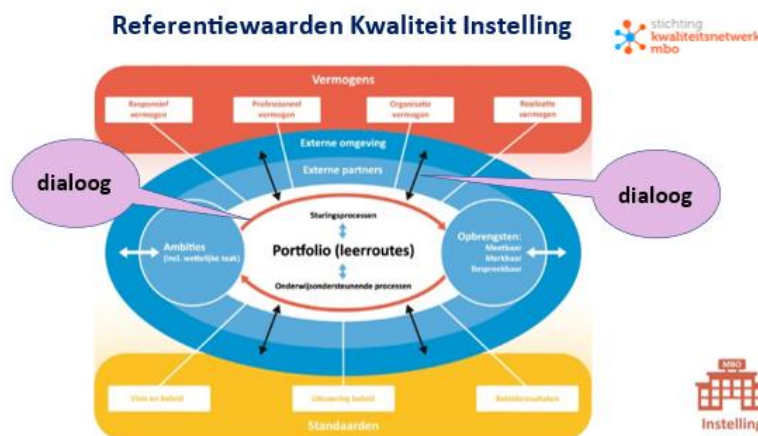 Referentiewaarden Kwaliteit Instelling
stichting
kwaliteitsnetwerk
mbo
Vermogens
Responsief
vermogen
Professioneel
vermogen
Organisatie
vermogen
Realisatie
vermogen
Externe omgeving
Externe partners
dialoog
dialoog
Sturingsprocessen
Ambities
(incl. wettelijke taak)
Portfolio (leerroutes)
Opbrengsten:
Meetbaar
Merkbaar
Bespreekbaar
Onderwijsondersteunende processen
Visie en beleid
Uitvoering beleid
Beleidsresultaten
Standaarden
MBO
Instelling